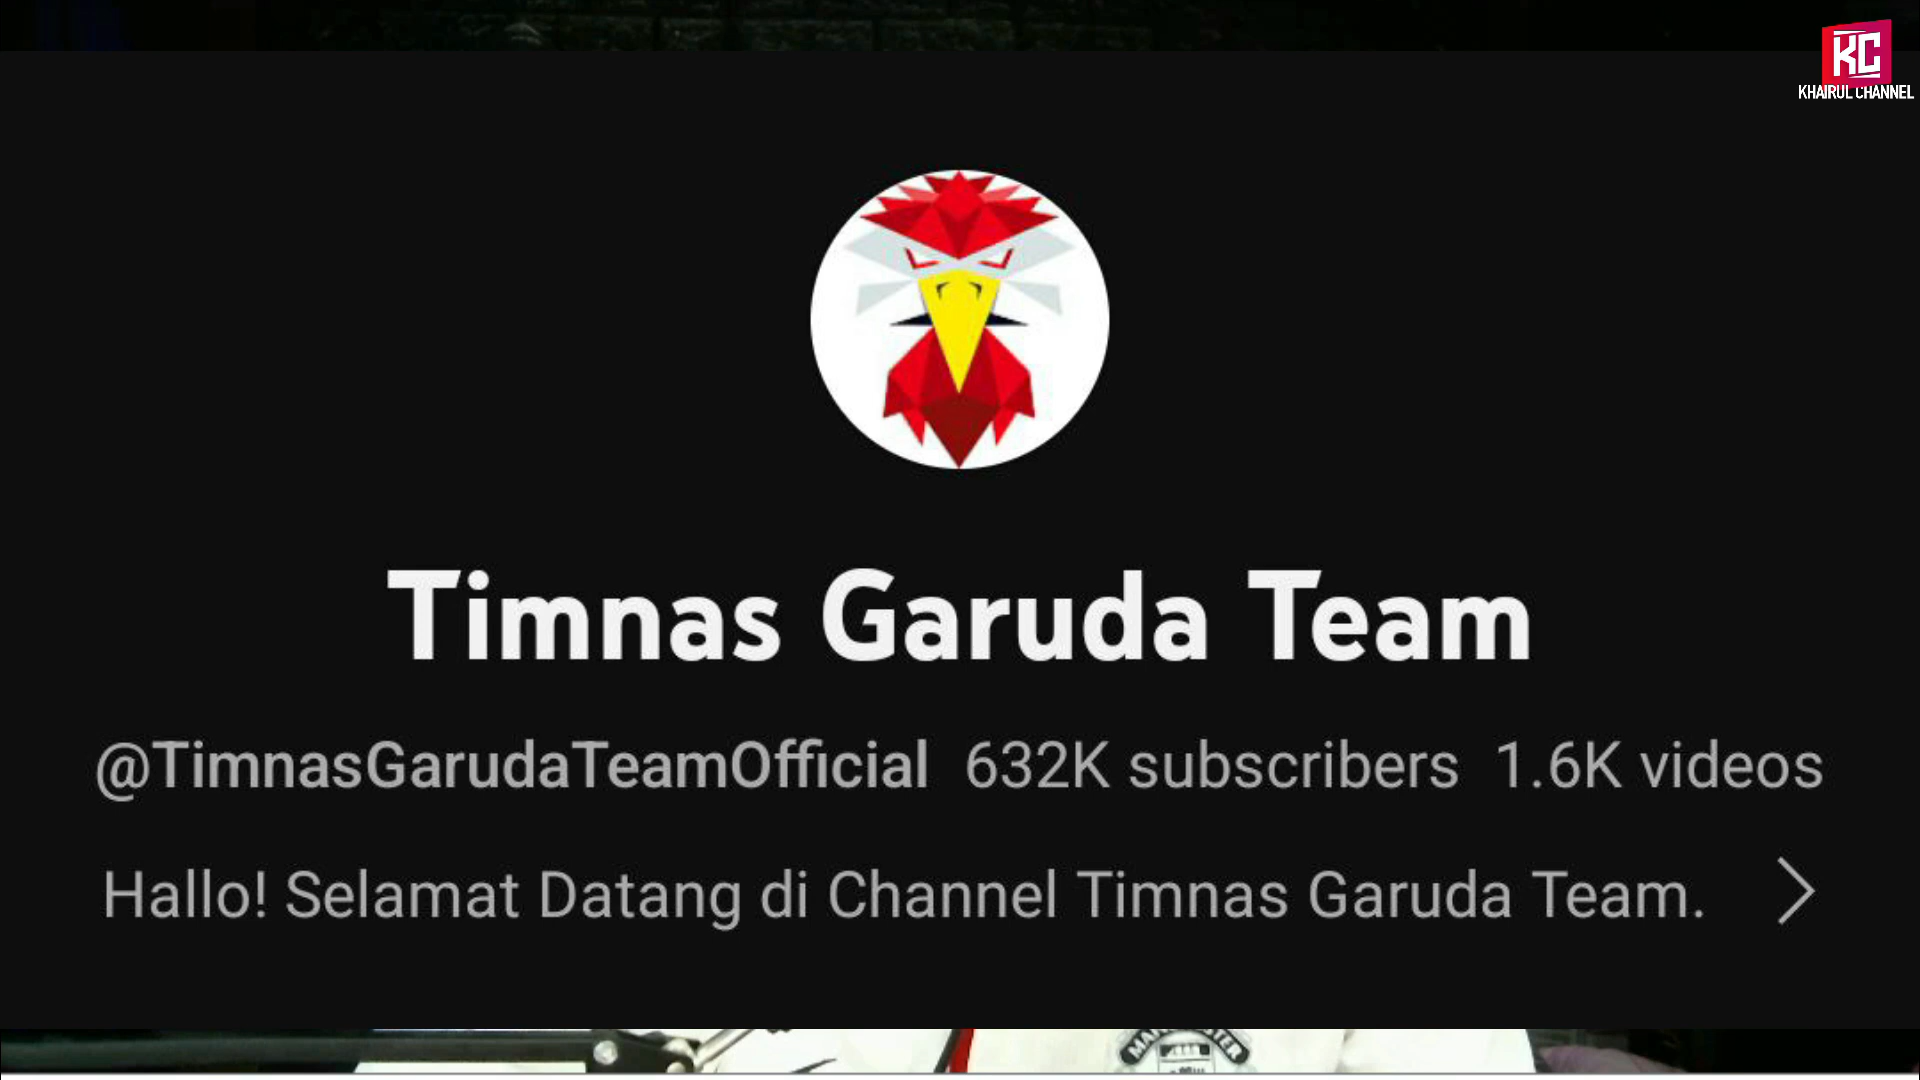 KC
KHAIRUL CHANNEL
Timnas Garuda Team
@TimnasGarudaTeamOfficial 632K subscribers 1.6K videos
Hallo! Selamat Datang di Channel Timnas Garuda Team.